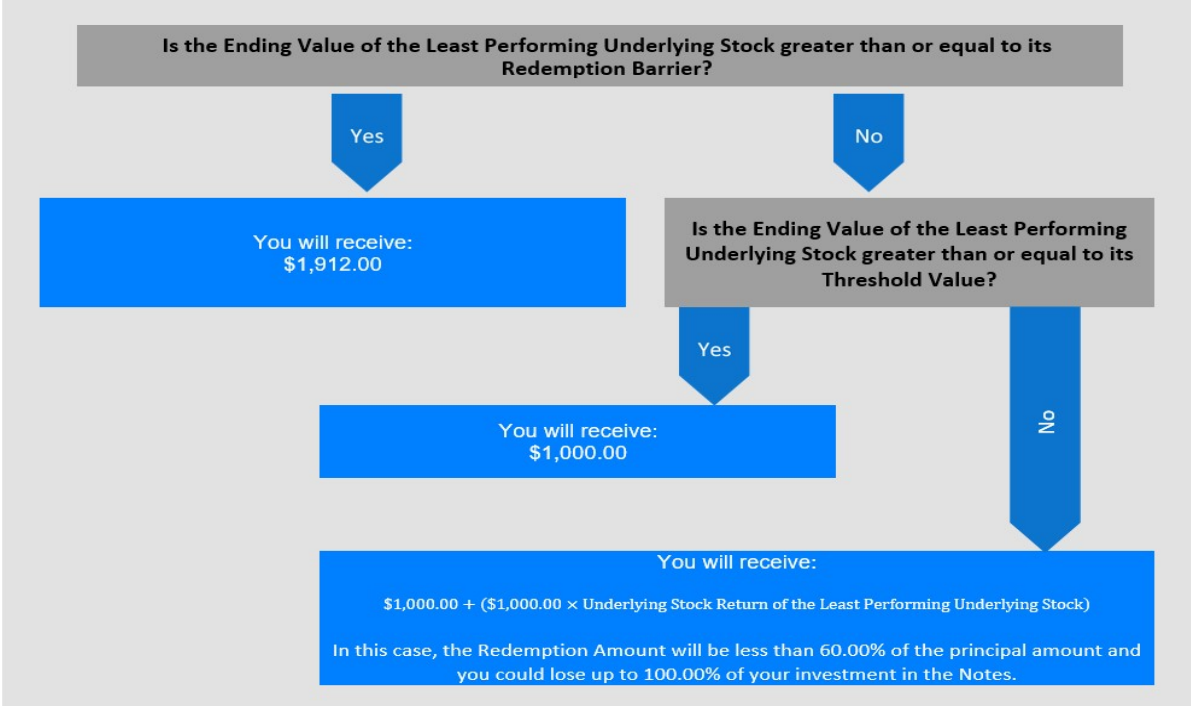 Is the Ending Value of the Least Performing Underlying Stock greater than or equal to its
Redemption Barrier?
Yes
No
You will receive:
$1,912.00
Is the Ending Value of the Least Performing
Underlying Stock greater than or equal to its
Threshold Value?
Yes
No
You will receive:
$1,000.00
You will receive:
$1,000.00 + ($1,000.00 × Underlying Stock Return of the Least Performing Underlying Stock)
In this case, the Redemption Amount will be less than 60.00% of the principal amount and
you could lose up to 100.00% of your investment in the Notes.